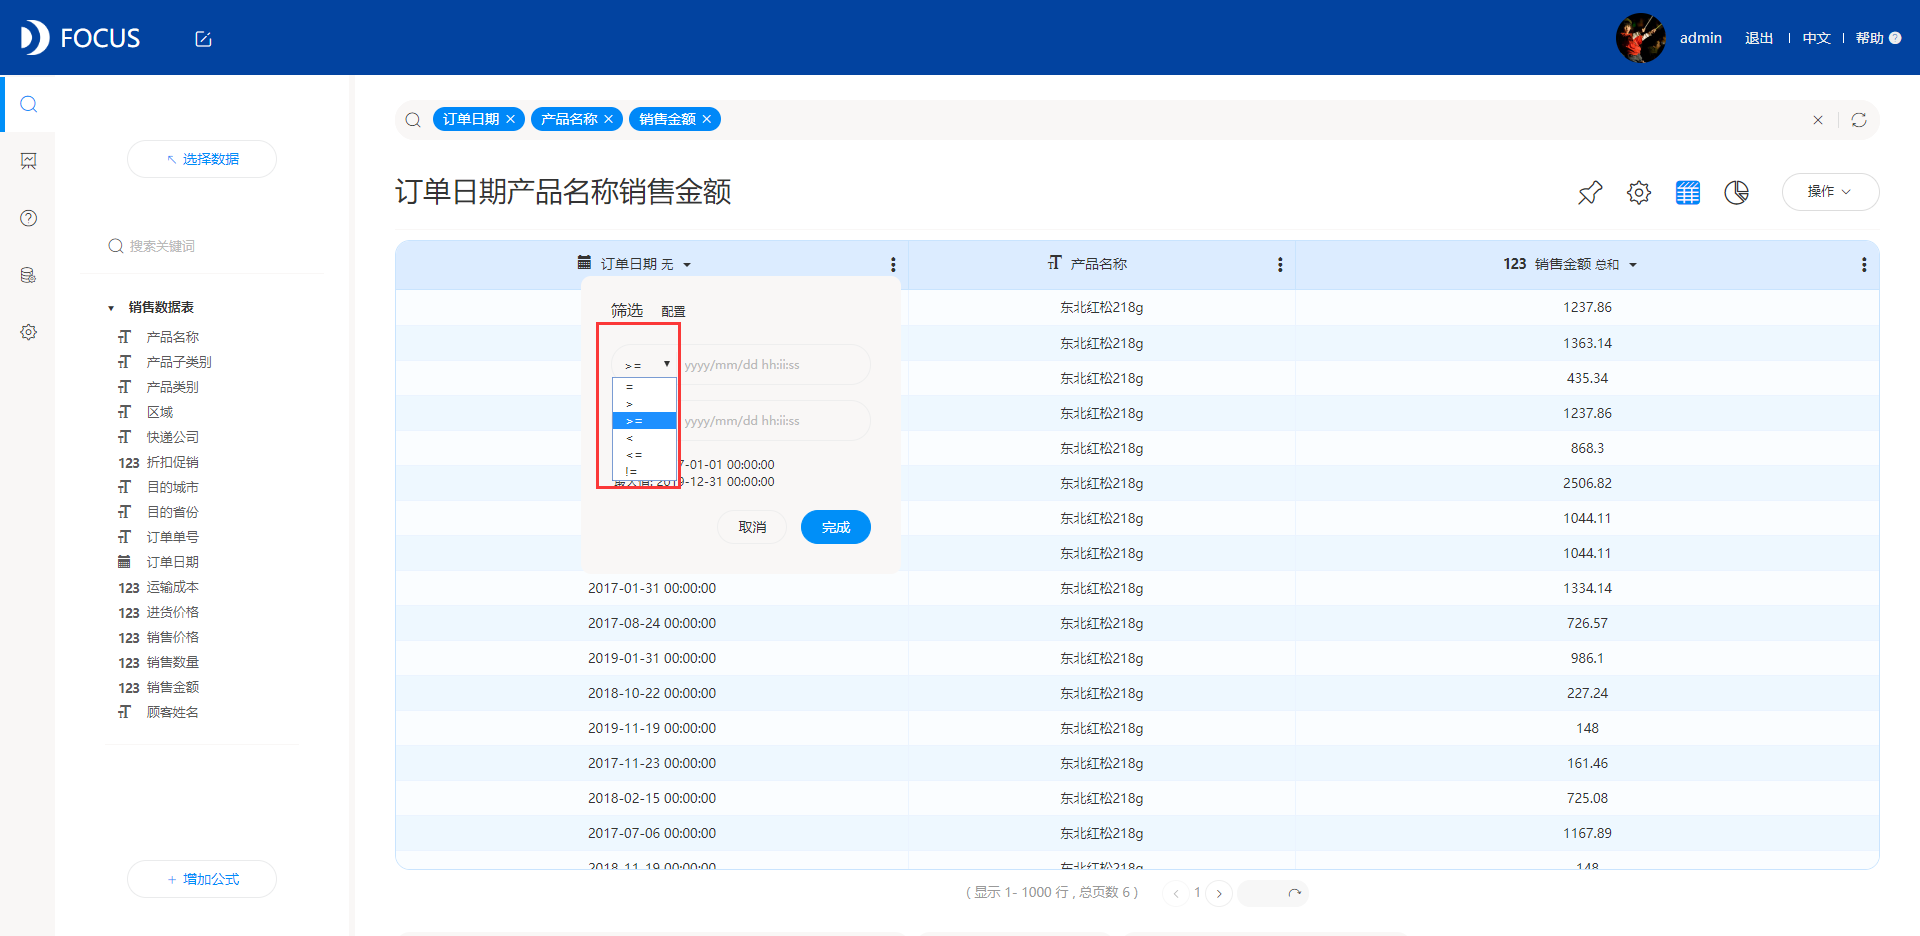 FOCUS
admin 退出 中文 帮助 ?
订单日期 × 产品名称 × 销售金额 ×
选择数据
搜索关键词
销售数据表
产品名称
产品子类别
产品类别
区域
快递公司
123 折扣促销
目的城市
目的省份
订单单号
订单日期
123 运输成本
123 进货价格
123 销售价格
123 销售数量
123 销售金额
顾客姓名
+ 增加公式
订单日期产品名称销售金额
操作
订单日期 无 产品名称 123 销售金额 总和
筛选 配置
>= yyyy/mm/dd hh:ii:ss
=
>
>= yyyy/mm/dd hh:ii:ss
<
<=
!=
7-01-01 00:00:00
最大值: 2019-12-31 00:00:00
取消 完成
东北红松218g 1237.86
东北红松218g 1363.14
东北红松218g 435.34
东北红松218g 1237.86
东北红松218g 868.3
东北红松218g 2506.82
东北红松218g 1044.11
东北红松218g 1044.11
2017-01-31 00:00:00 东北红松218g 1334.14
2017-08-24 00:00:00 东北红松218g 726.57
2019-01-31 00:00:00 东北红松218g 986.1
2018-10-22 00:00:00 东北红松218g 227.24
2019-11-19 00:00:00 东北红松218g 148
2017-11-23 00:00:00 东北红松218g 161.46
2018-02-15 00:00:00 东北红松218g 725.08
2017-07-06 00:00:00 东北红松218g 1167.89
2018-11-19 00:00:00 东北红松218g 148
( 显示 1- 1000 行 , 总页数 6 ) < 1 >